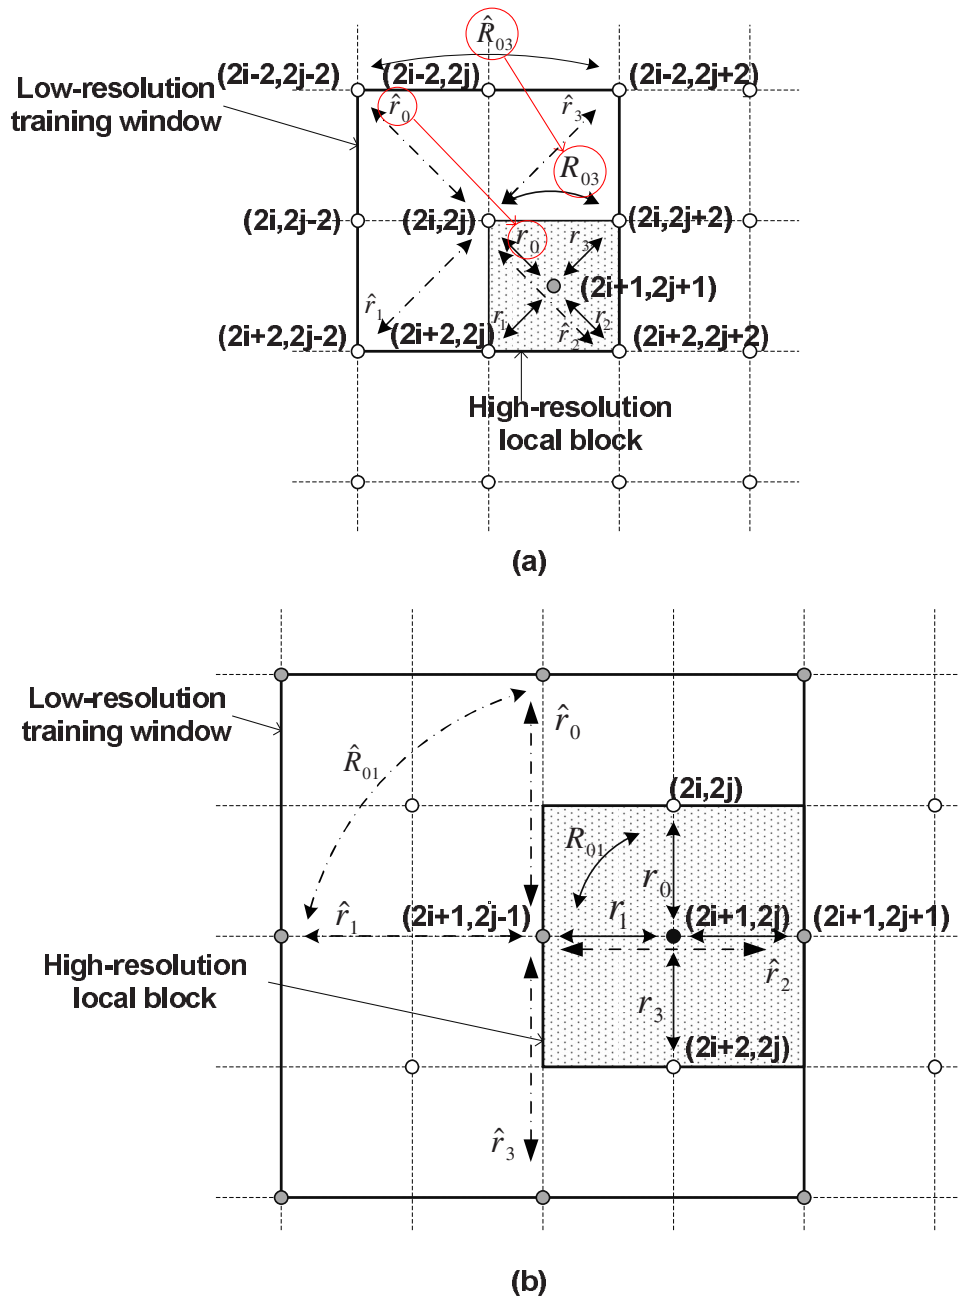 R̂03
(2i-2,2j-2) (2i-2,2j) (2i-2,2j+2)
Low-resolution
training window
r̂0 r̂3
R03
(2i,2j-2) (2i,2j) (2i,2j+2)
r0 r3
(2i+1,2j+1)
r̂1 r1 r̂2 r2
(2i+2,2j-2) (2i+2,2j) (2i+2,2j+2)
High-resolution
local block
(a)
Low-resolution
training window
r̂0
R̂01
(2i,2j)
R01
r0
r̂1 (2i+1,2j-1) r1 (2i+1,2j) (2i+1,2j+1)
High-resolution
local block
r̂2
r3
(2i+2,2j)
r̂3
(b)